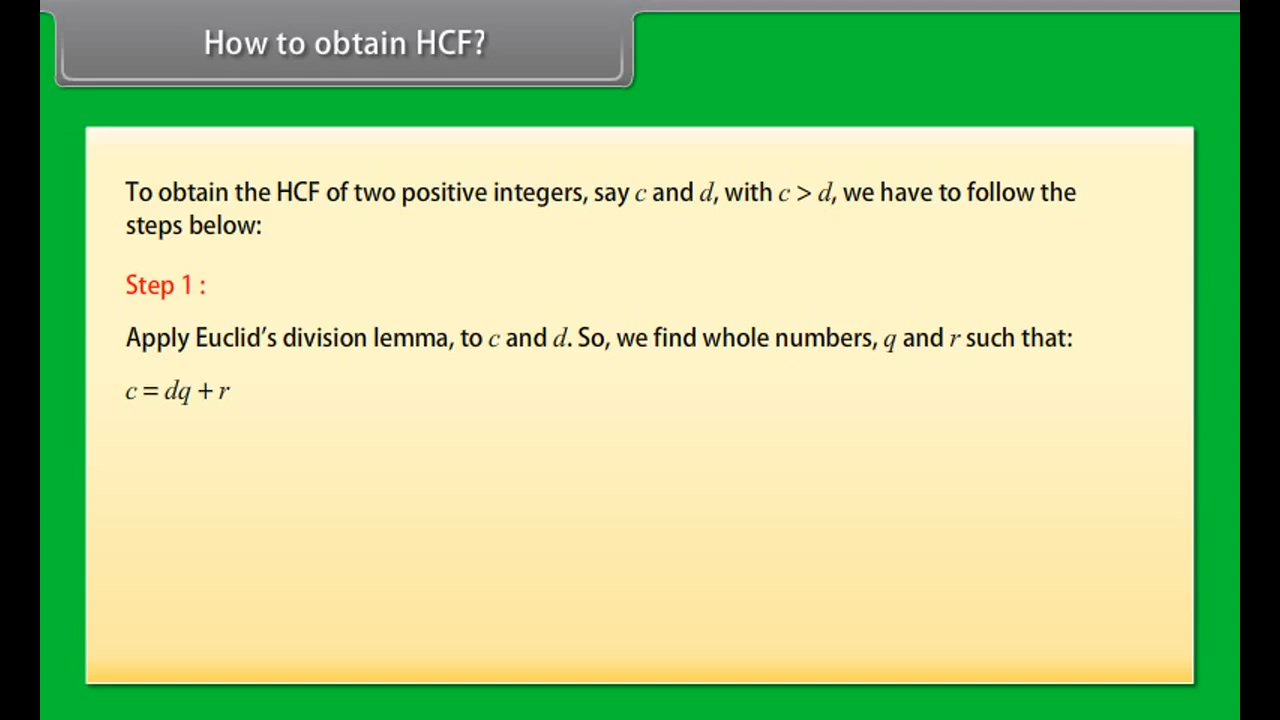 How to obtain HCF?
To obtain the HCF of two positive integers, say c and d, with c > d, we have to follow the
steps below:
Step 1 :
Apply Euclid’s division lemma, to c and d. So, we find whole numbers, q and r such that:
c = dq + r